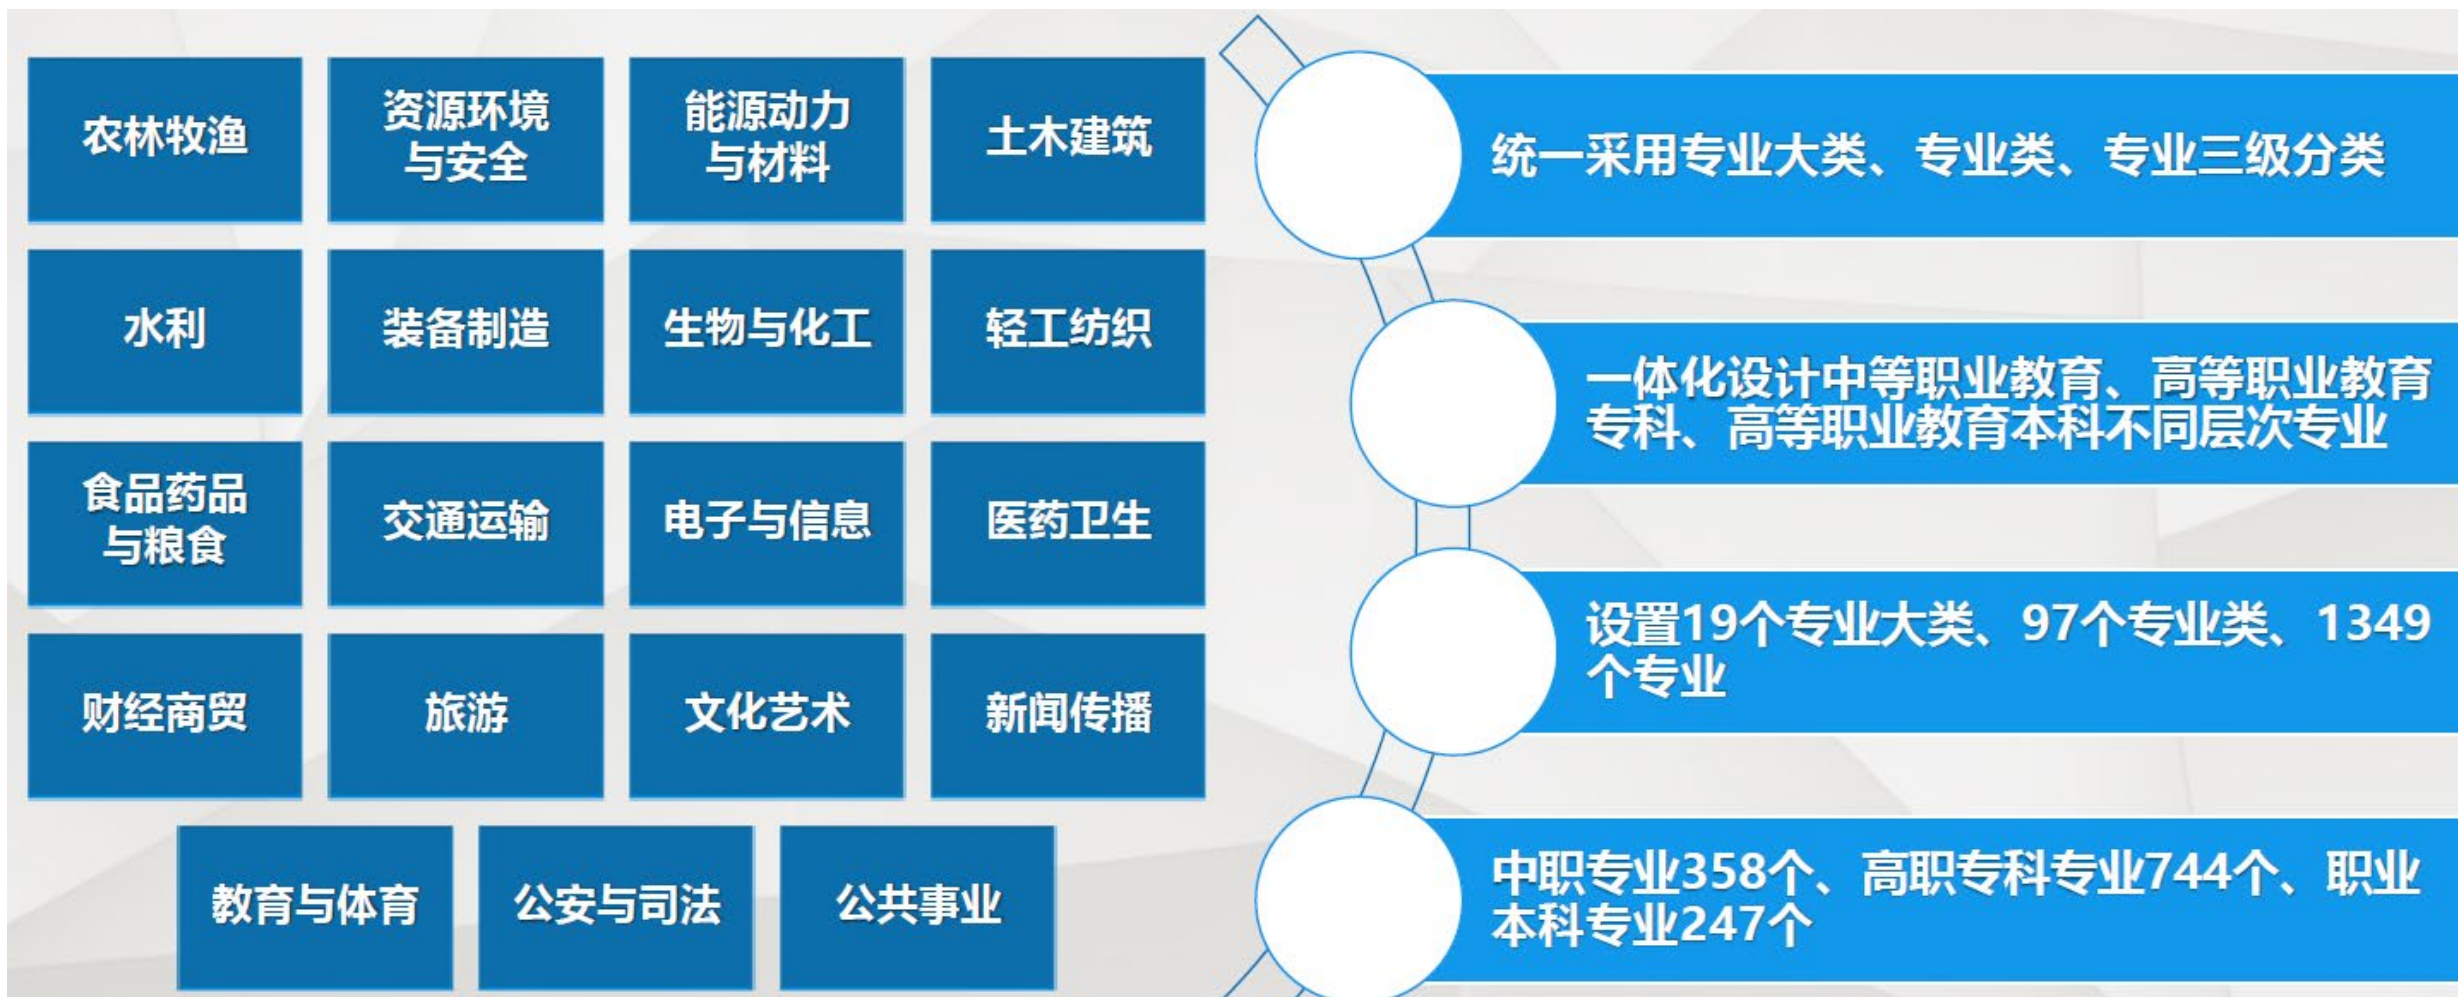 农林牧渔
资源环境
与安全
能源动力
与材料
土木建筑
水利
装备制造
生物与化工
轻工纺织
食品药品
与粮食
交通运输
电子与信息
医药卫生
财经商贸
旅游
文化艺术
新闻传播
教育与体育
公安与司法
公共事业
统一采用专业大类、专业类、专业三级分类
一体化设计中等职业教育、高等职业教育
专科、高等职业教育本科不同层次专业
设置19个专业大类、97个专业类、1349
个专业
中职专业358个、高职专科专业744个、职业
本科专业247个